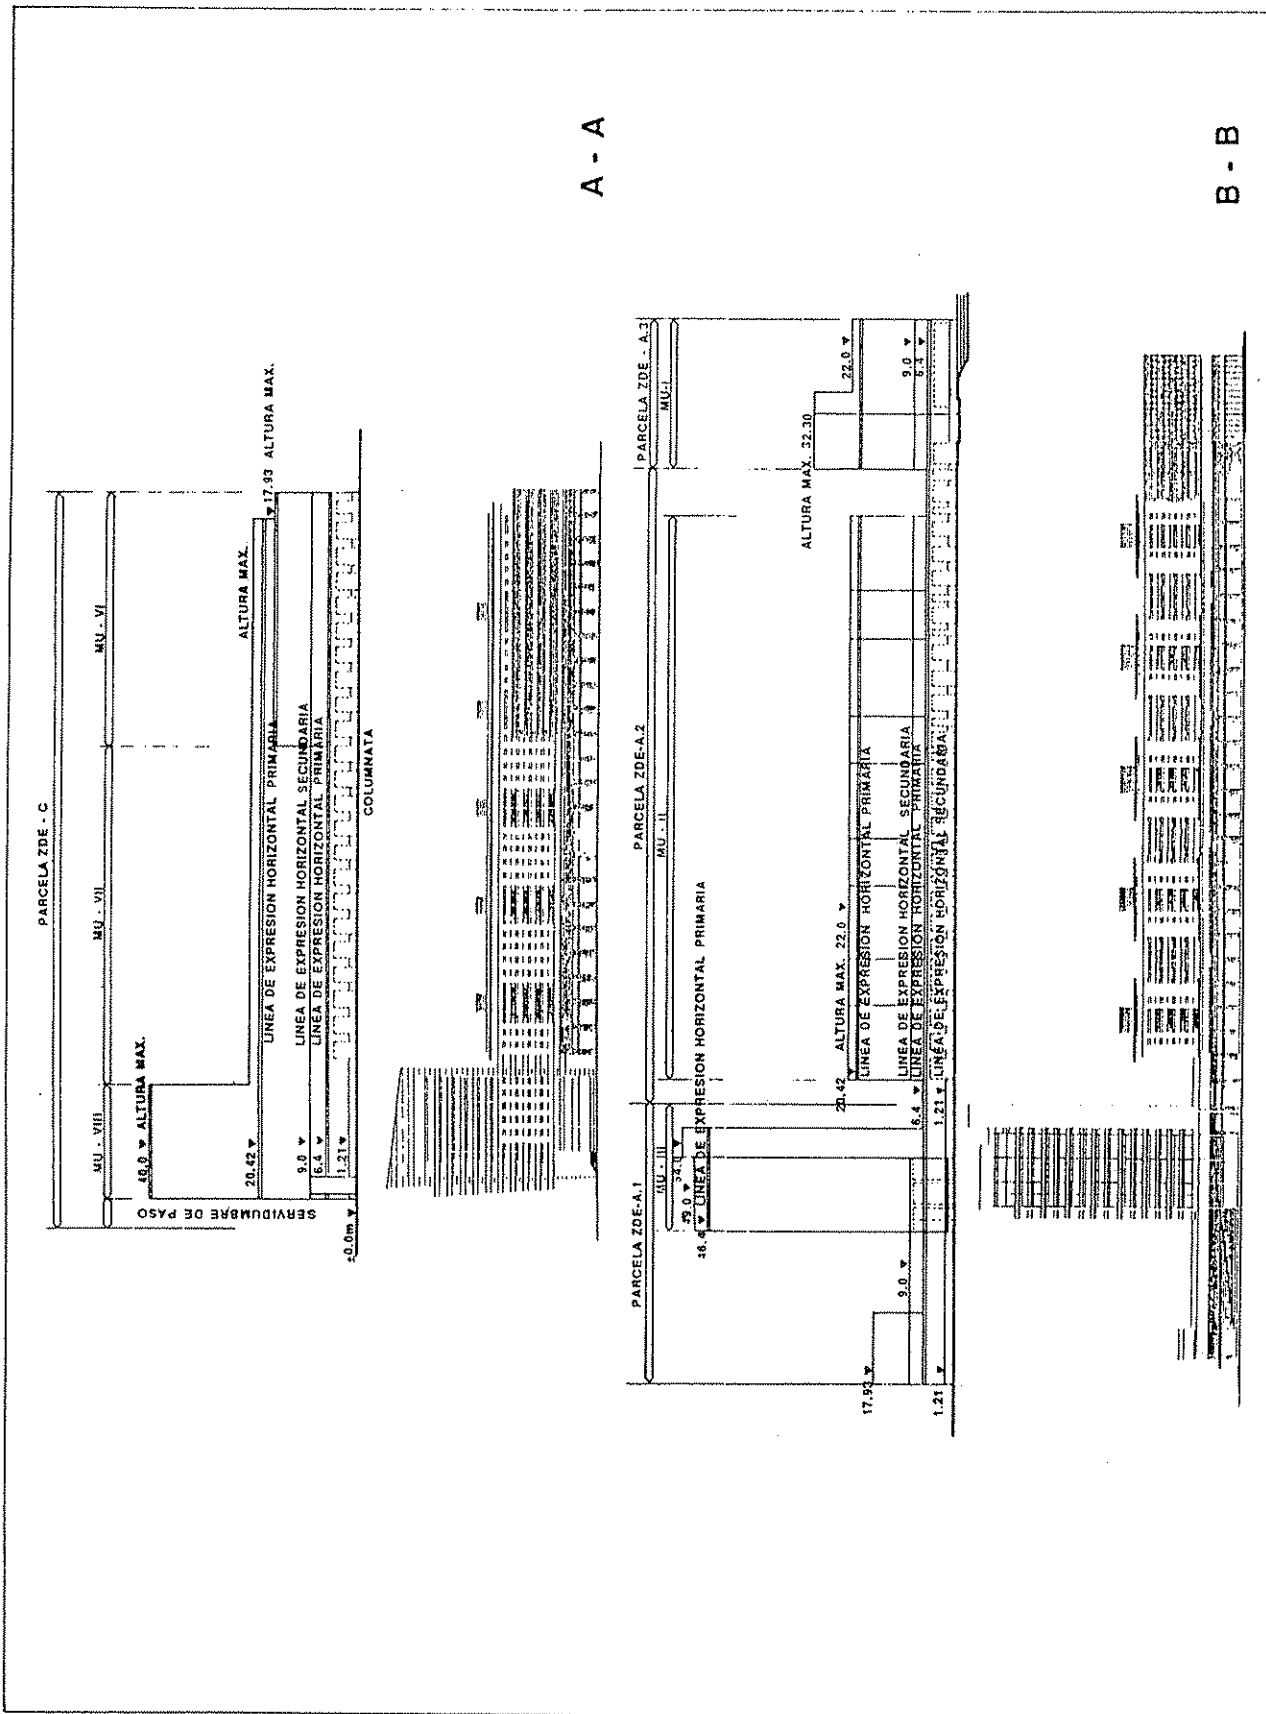 PARCELA ZDE - C
MU - VIII
MU - VII
MU - VI
40.0 ALTURA MAX.
ALTURA MAX.
17.93 ALTURA MAX.
20.42
LINEA DE EXPRESION HORIZONTAL PRIMARIA
9.0
LINEA DE EXPRESION HORIZONTAL SECUNDARIA
6.4
LINEA DE EXPRESION HORIZONTAL PRIMARIA
1.21
SERVIDUMBRE DE PASO
±0.0m
COLUMNATA
A - A
PARCELA ZDE-A.1
PARCELA ZDE-A.2
PARCELA ZDE - A.3
MU - III
MU - II
MU-I
49.0
LINEA DE EXPRESION HORIZONTAL PRIMARIA
ALTURA MAX. 32.30
20.42
ALTURA MAX. 22.0
22.0
LINEA DE EXPRESION HORIZONTAL PRIMARIA
17.93
9.0
LINEA DE EXPRESION HORIZONTAL SECUNDARIA
9.0
6.4
LINEA DE EXPRESION HORIZONTAL PRIMARIA
6.4
1.21
1.21
LINEA DE EXPRESION HORIZONTAL SECUNDARIA
B - B